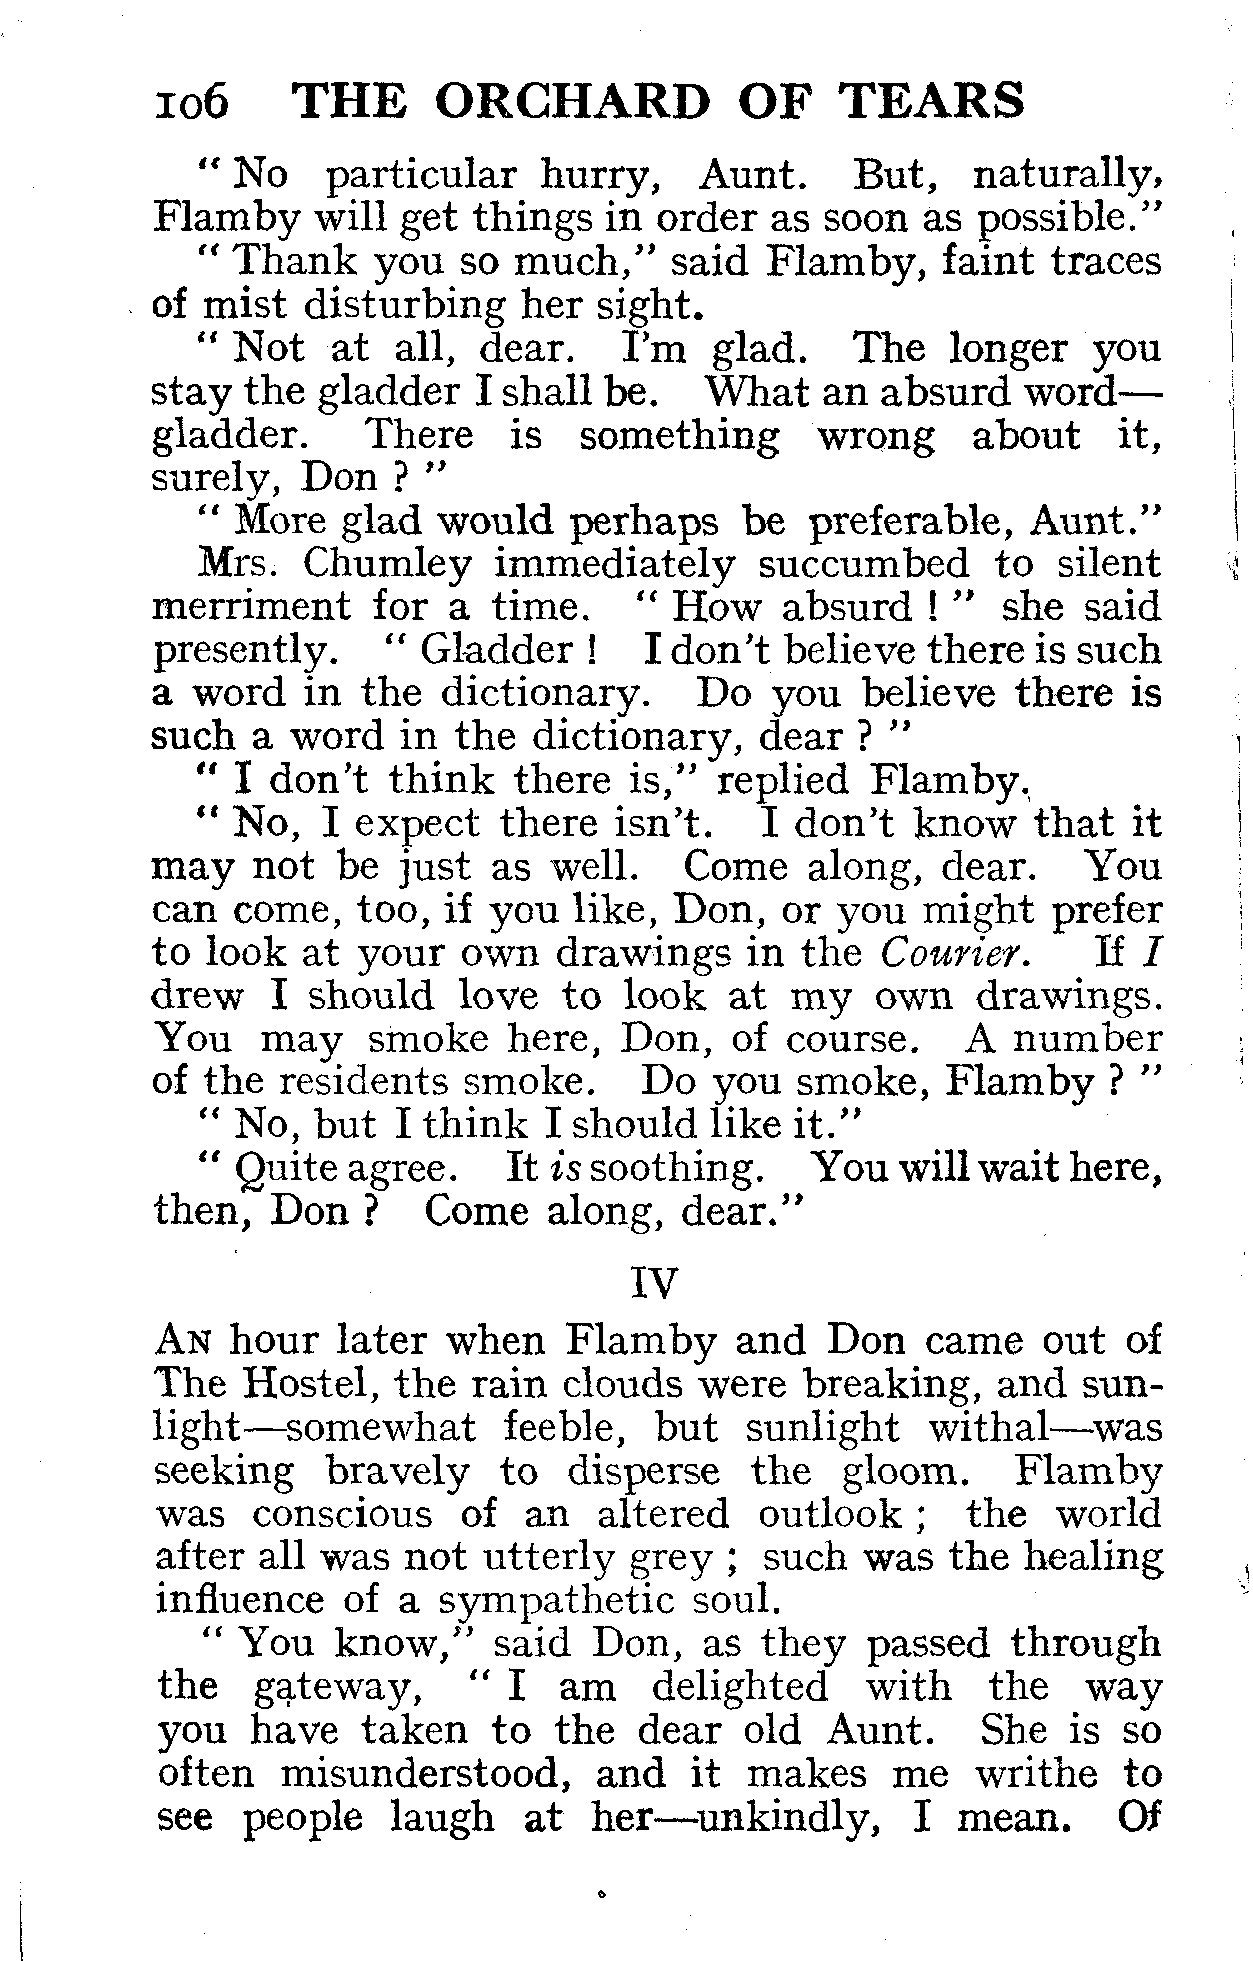 106 THE ORCHARD OF TEARS
" No particular hurry, Aunt. But, naturally,
Flamby will get things in order as soon as possible."
" Thank you so much," said Flamby, faint traces
of mist disturbing her sight.
" Not at all, dear. I'm glad. The longer you
stay the gladder I shall be. What an absurd word—
gladder. There is something wrong about it,
surely, Don ? "
" More glad would perhaps be preferable, Aunt."
Mrs. Chumley immediately succumbed to silent
merriment for a time. " How absurd ! " she said
presently. " Gladder ! I don't believe there is such
a word in the dictionary. Do you believe there is
such a word in the dictionary, dear ? "
" I don't think there is," replied Flamby.
" No, I expect there isn't. I don't know that it
may not be just as well. Come along, dear. You
can come, too, if you like, Don, or you might prefer
to look at your own drawings in the Courier. If I
drew I should love to look at my own drawings.
You may smoke here, Don, of course. A number
of the residents smoke. Do you smoke, Flamby ? "
" No, but I think I should like it."
" Quite agree. It is soothing. You will wait here,
then, Don ? Come along, dear."
IV
AN hour later when Flamby and Don came out of
The Hostel, the rain clouds were breaking, and sun-
light—somewhat feeble, but sunlight withal—was
seeking bravely to disperse the gloom. Flamby
was conscious of an altered outlook ; the world
after all was not utterly grey ; such was the healing
influence of a sympathetic soul.
" You know," said Don, as they passed through
the gateway, " I am delighted with the way
you have taken to the dear old Aunt. She is so
often misunderstood, and it makes me writhe to
see people laugh at her—unkindly, I mean. Of